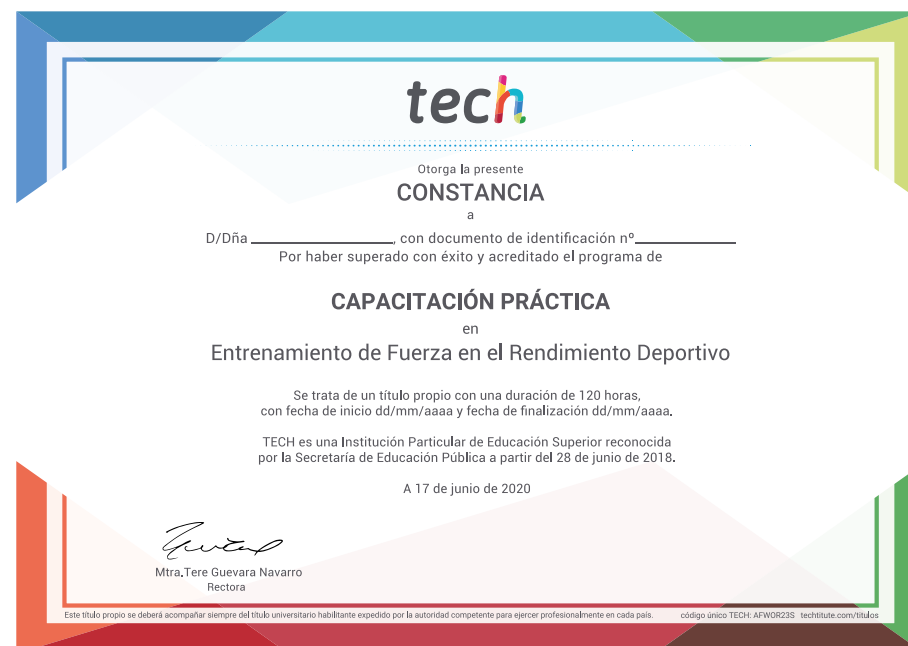 tech
Otorga la presente
CONSTANCIA
a
D/Dña ____________________, con documento de identificación nº______________
Por haber superado con éxito y acreditado el programa de
CAPACITACIÓN PRÁCTICA
en
Entrenamiento de Fuerza en el Rendimiento Deportivo
Se trata de un título propio con una duración de 120 horas,
con fecha de inicio dd/mm/aaaa y fecha de finalización dd/mm/aaaa.
TECH es una Institución Particular de Educación Superior reconocida
por la Secretaría de Educación Pública a partir del 28 de junio de 2018.
A 17 de junio de 2020
Mtra.Tere Guevara Navarro
Rectora
Este título propio se deberá acompañar siempre del título universitario habilitante expedido por la autoridad competente para ejercer profesionalmente en cada país. código único TECH: AFWOR23S techtitute.com/titulos